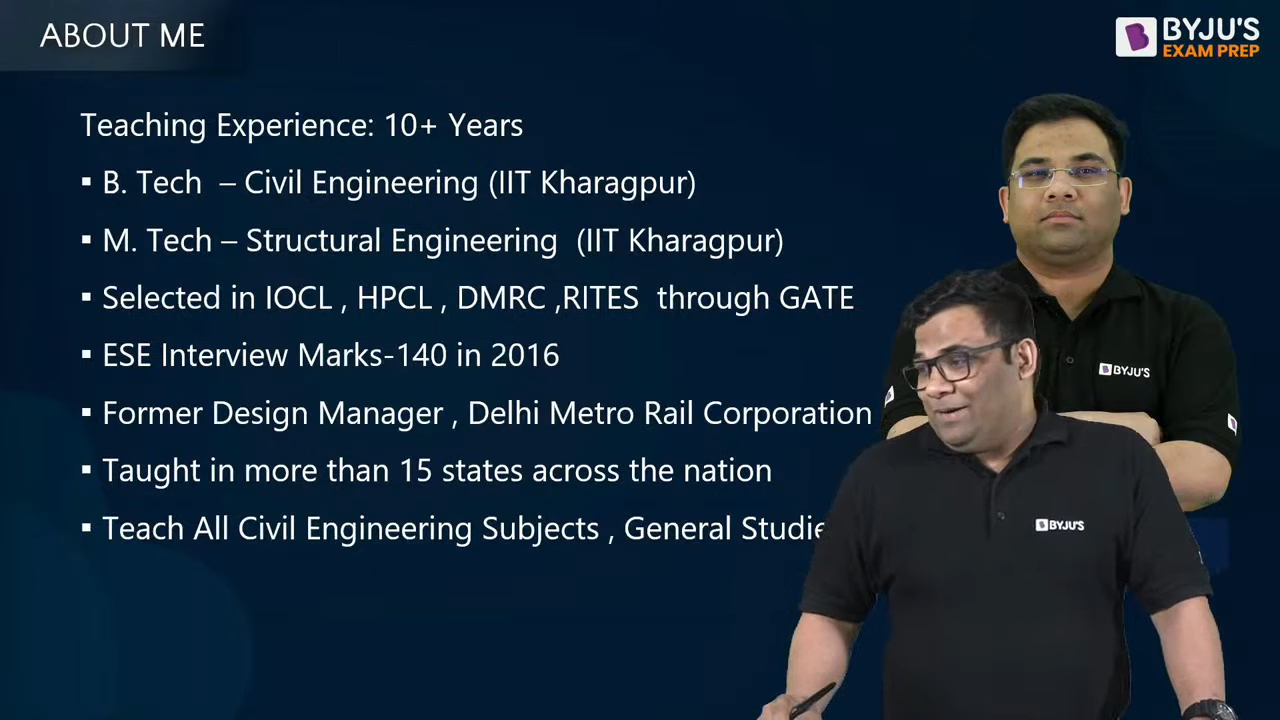 ABOUT ME
BYJU'S
EXAM PREP
Teaching Experience: 10+ Years
▪ B. Tech – Civil Engineering (IIT Kharagpur)
▪ M. Tech – Structural Engineering (IIT Kharagpur)
▪ Selected in IOCL , HPCL , DMRC ,RITES through GATE
▪ ESE Interview Marks-140 in 2016
▪ Former Design Manager , Delhi Metro Rail Corporation
▪ Taught in more than 15 states across the nation
▪ Teach All Civil Engineering Subjects , General Studie
BYJU'S
BYJU'S